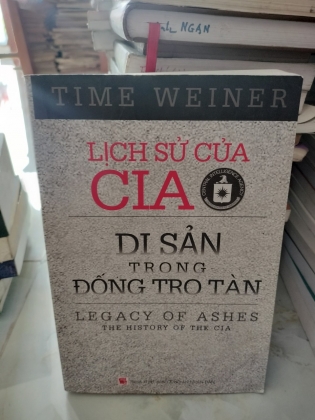 NGAN
TIME WEINER
LỊCH SỬ CỦA
CIA
DI SẢN
TRONG
ĐỐNG TRO TÀN
LEGACY OF ASHES
THE HISTORY OF THE CIA